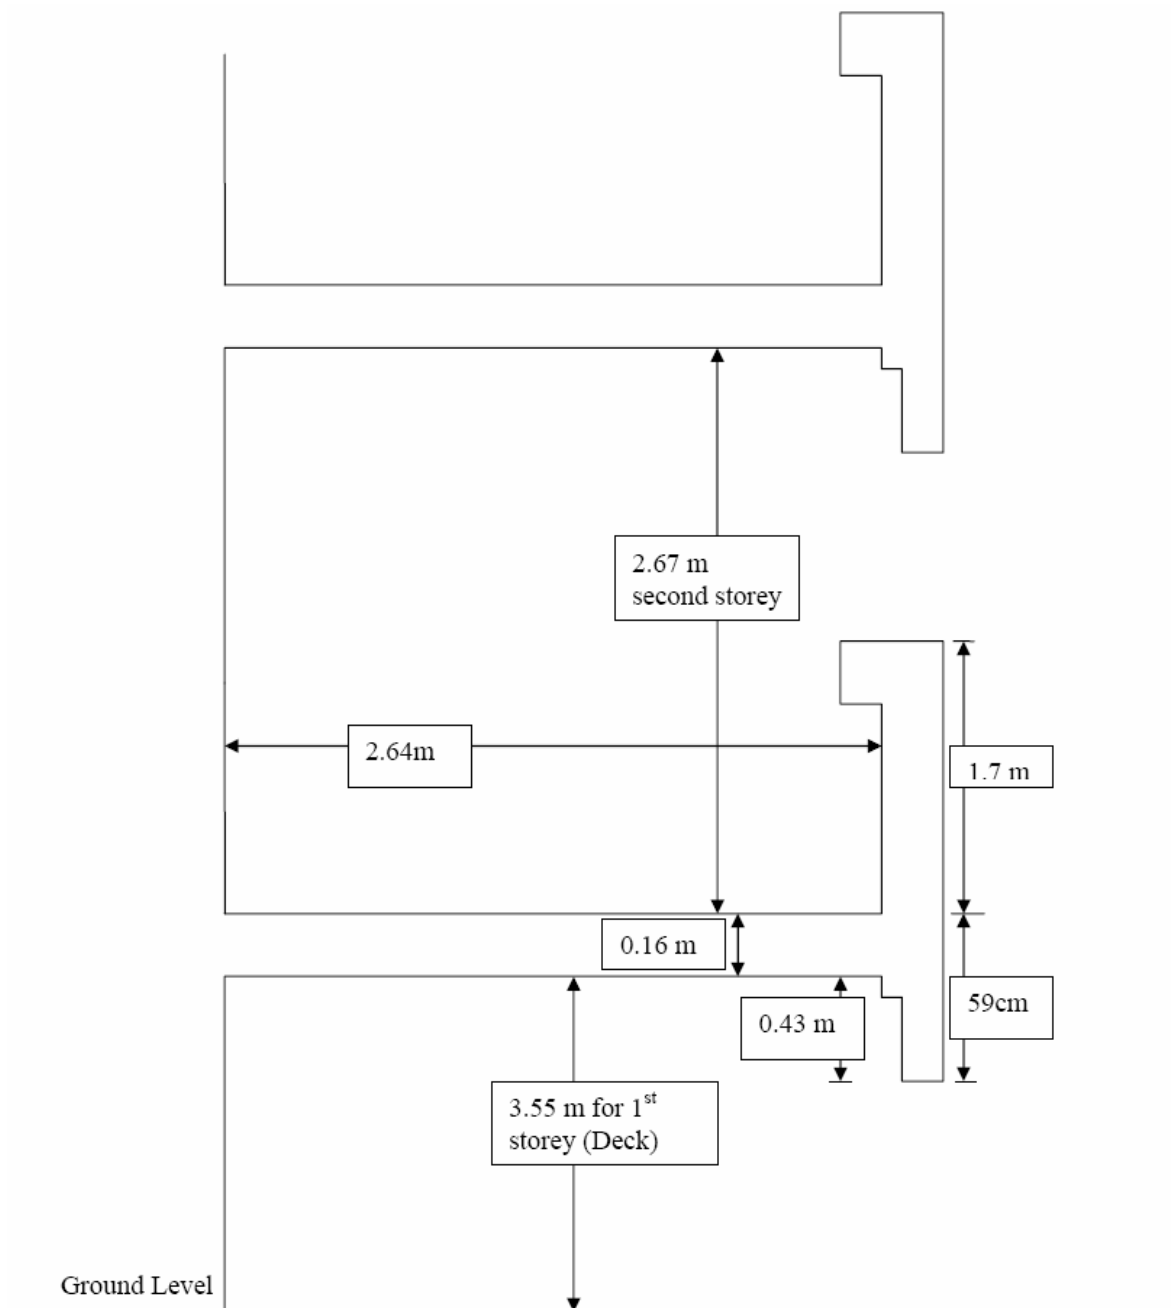 2.67 m
second storey
2.64m
1.7 m
0.16 m
59cm
0.43 m
3.55 m for 1st
storey (Deck)
Ground Level